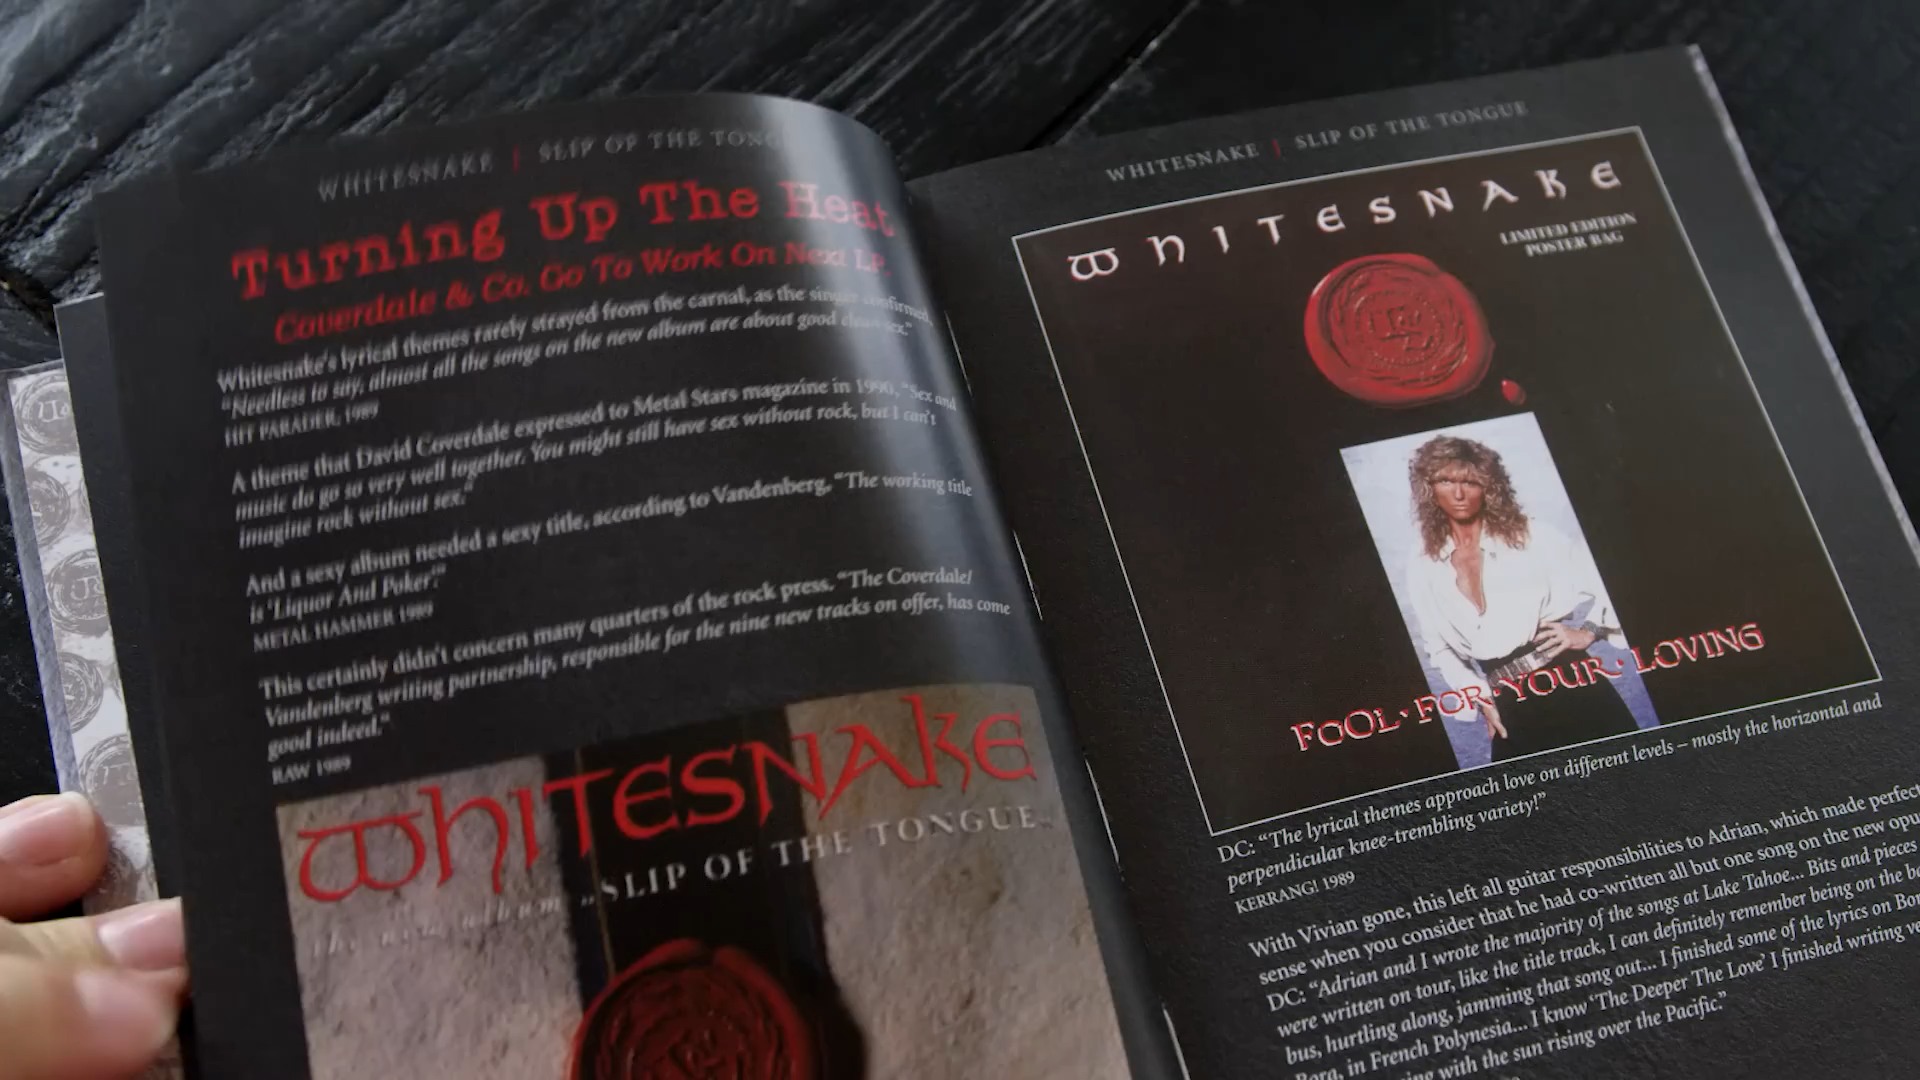 WHITESNAKE | SLIP OF THE TONG
Turning Up The Heat
Coverdale & Co. Go To Work On Next LP.
Whitesnake's lyrical themes rarely strayed from the carnal, as the singer confirmed,
"Needless to say, almost all the songs on the new album are about good clean sex."
HIT PARADER, 1989
A theme that David Coverdale expressed to Metal Stars magazine in 1990, "Sex and
music do go so very well together. You might still have sex without rock, but I can't
imagine rock without sex."
And a sexy album needed a sexy title, according to Vandenberg, "The working title
is 'Liquor And Poker'."
METAL HAMMER 1989
This certainly didn't concern many quarters of the rock press. "The Coverdale/
Vandenberg writing partnership, responsible for the nine new tracks on offer, has come
good indeed."
RAW 1989
WHITESNAKE
the new album "SLIP OF THE TONGUE"
WHITESNAKE | SLIP OF THE TONGUE
WHITESNAKE
LIMITED EDITION
POSTER BAG
FOOL·FOR·YOUR·LOVING
DC: "The lyrical themes approach love on different levels – mostly the horizontal and
perpendicular knee-trembling variety!"
KERRANG! 1989
With Vivian gone, this left all guitar responsibilities to Adrian, which made perfect
sense when you consider that he had co-written all but one song on the new opu
DC: "Adrian and I wrote the majority of the songs at Lake Tahoe... Bits and pieces
were written on tour, like the title track, I can definitely remember being on the
bus, hurtling along, jamming that song out... I finished some of the lyrics on Bor
Bora, in French Polynesia... I know 'The Deeper The Love' I finished writing
with the sun rising over the Pacific."